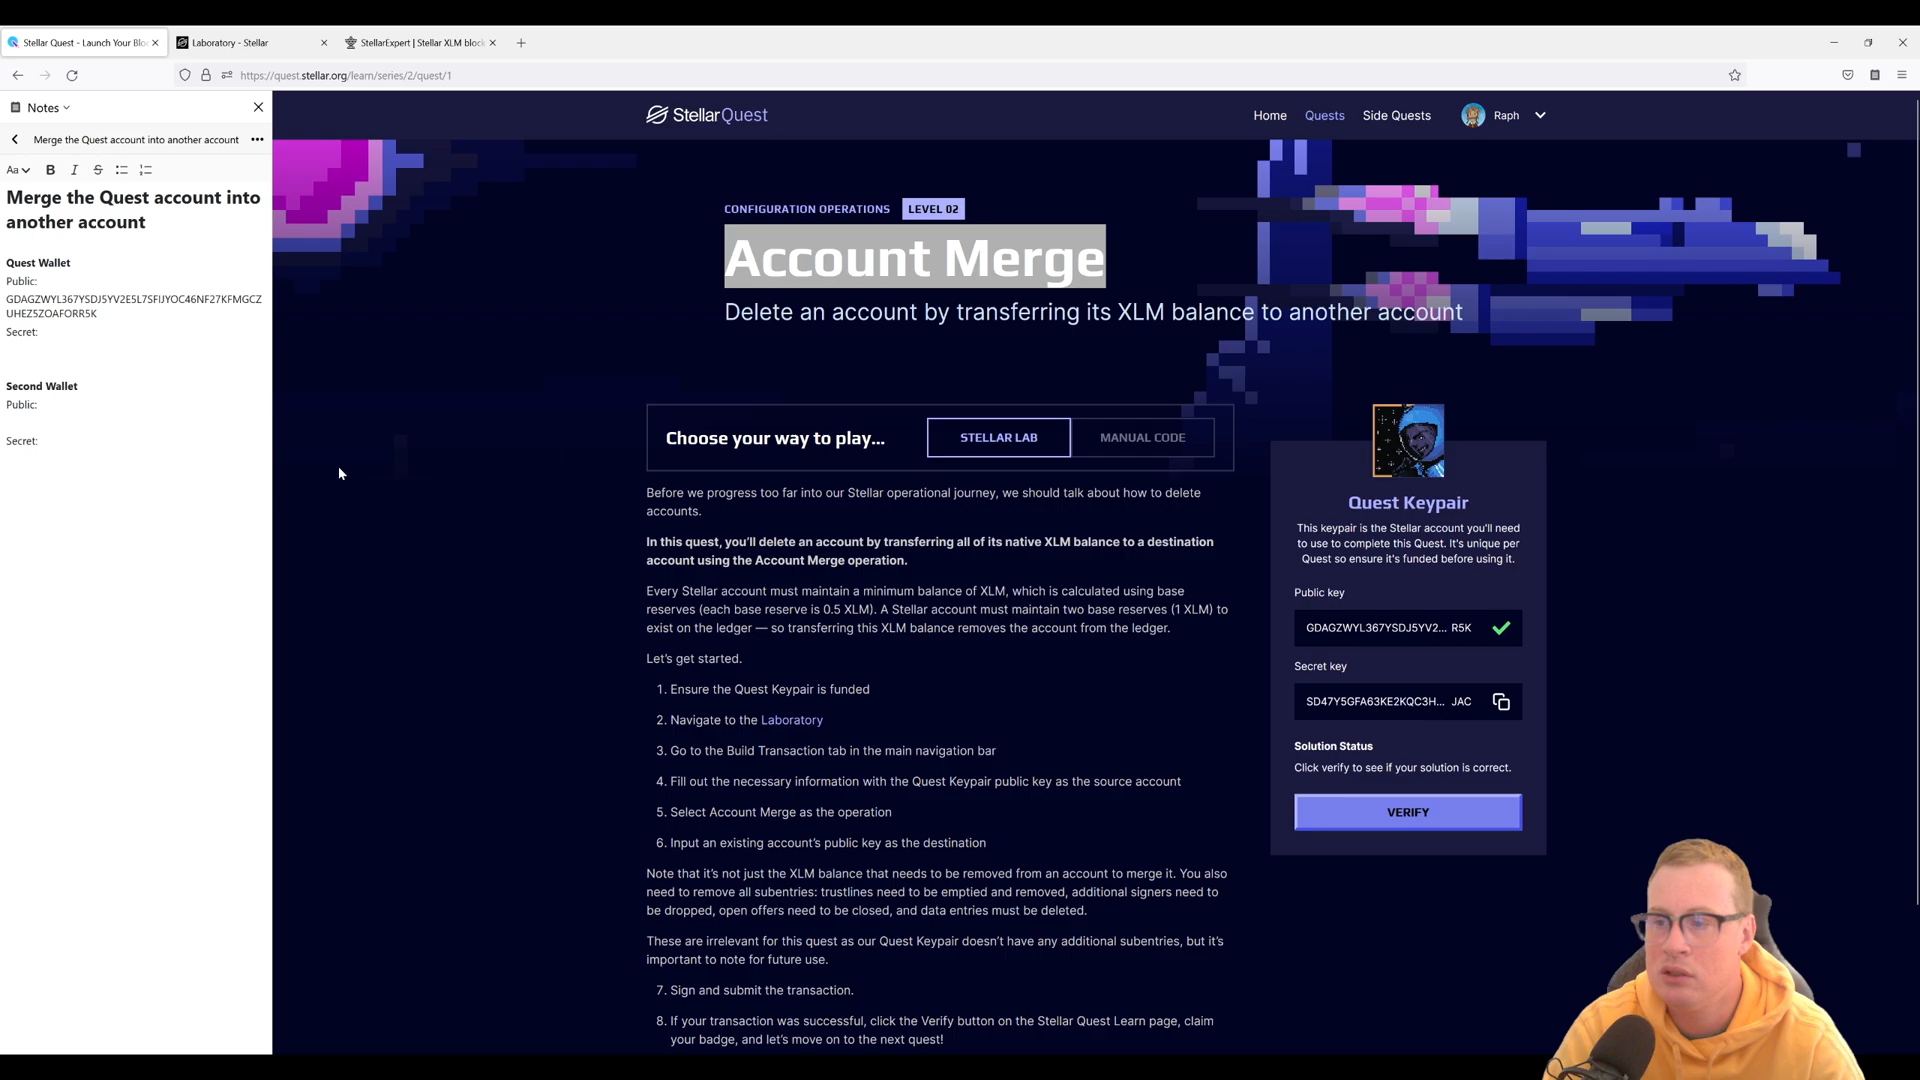 Stellar Quest - Launch Your Bloc
Laboratory - Stellar
StellarExpert | Stellar XLM block
https://quest.stellar.org/learn/series/2/quest/1
Notes
Merge the Quest account into another account
Aa
Merge the Quest account into
another account
Quest Wallet
Public:
GDAGZWYL367YSDJ5YV2E5L7SFIJYOC46NF27KFMGCZ
UHEZ5ZOAFORR5K
Secret:
Second Wallet
Public:
Secret:
StellarQuest
Home
Quests
Side Quests
Raph
CONFIGURATION OPERATIONS
LEVEL 02
Account Merge
Delete an account by transferring its XLM balance to another account
Choose your way to play...
STELLAR LAB
MANUAL CODE
Before we progress too far into our Stellar operational journey, we should talk about how to delete
accounts.
In this quest, you'll delete an account by transferring all of its native XLM balance to a destination
account using the Account Merge operation.
Every Stellar account must maintain a minimum balance of XLM, which is calculated using base
reserves (each base reserve is 0.5 XLM). A Stellar account must maintain two base reserves (1 XLM) to
exist on the ledger — so transferring this XLM balance removes the account from the ledger.
Let's get started.
1. Ensure the Quest Keypair is funded
2. Navigate to the Laboratory
3. Go to the Build Transaction tab in the main navigation bar
4. Fill out the necessary information with the Quest Keypair public key as the source account
5. Select Account Merge as the operation
6. Input an existing account's public key as the destination
Note that it's not just the XLM balance that needs to be removed from an account to merge it. You also
need to remove all subentries: trustlines need to be emptied and removed, additional signers need to
be dropped, open offers need to be closed, and data entries must be deleted.
These are irrelevant for this quest as our Quest Keypair doesn't have any additional subentries, but it's
important to note for future use.
7. Sign and submit the transaction.
8. If your transaction was successful, click the Verify button on the Stellar Quest Learn page, claim
your badge, and let's move on to the next quest!
Quest Keypair
This keypair is the Stellar account you'll need
to use to complete this Quest. It's unique per
Quest so ensure it's funded before using it.
Public key
GDAGZWYL367YSDJ5YV2... R5K
Secret key
SD47Y5GFA63KE2KQC3H... JAC
Solution Status
Click verify to see if your solution is correct.
VERIFY